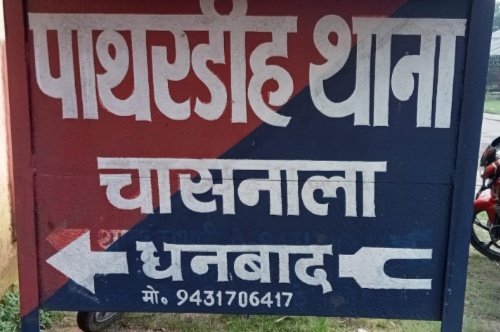 पाथरडीह थाना
चासनाला
धनबाद
मो. 9431706417